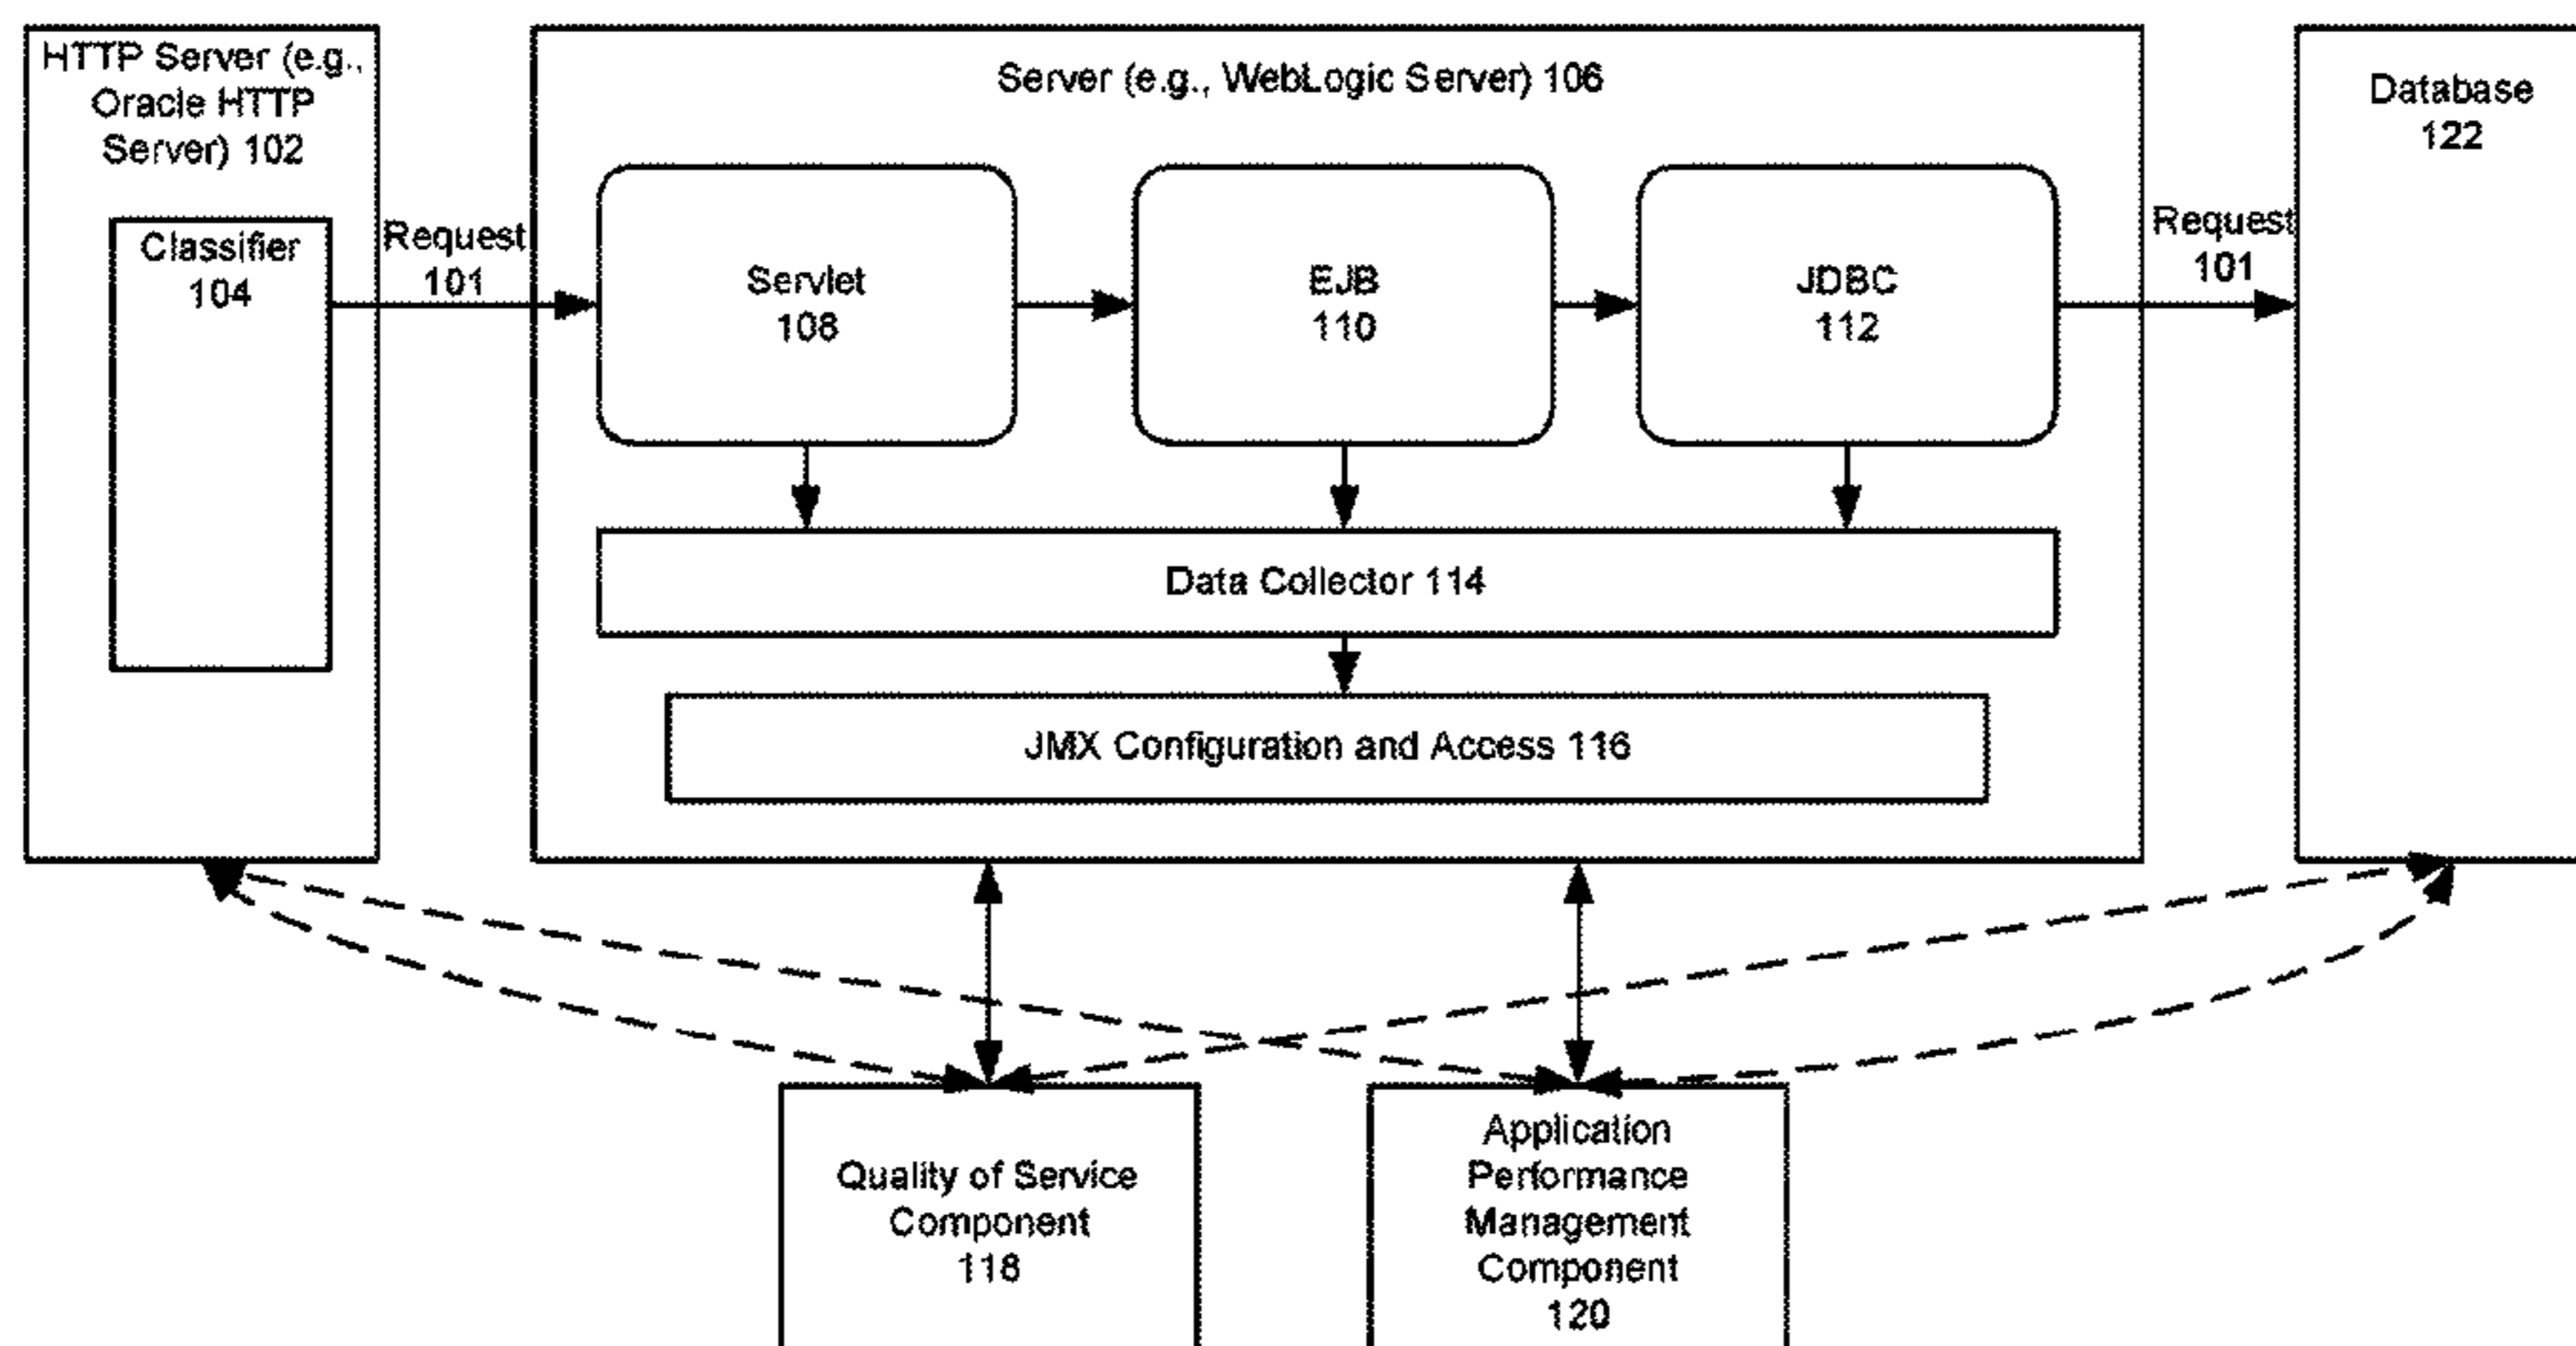 HTTP Server (e.g.,
Oracle HTTP
Server) 102
Classifier
104
Request
101
Server (e.g., WebLogic Server) 106
Servlet
108
EJB
110
JDBC
112
Data Collector 114
JMX Configuration and Access 116
Request
101
Database
122
Quality of Service
Component
118
Application
Performance
Management
Component
120